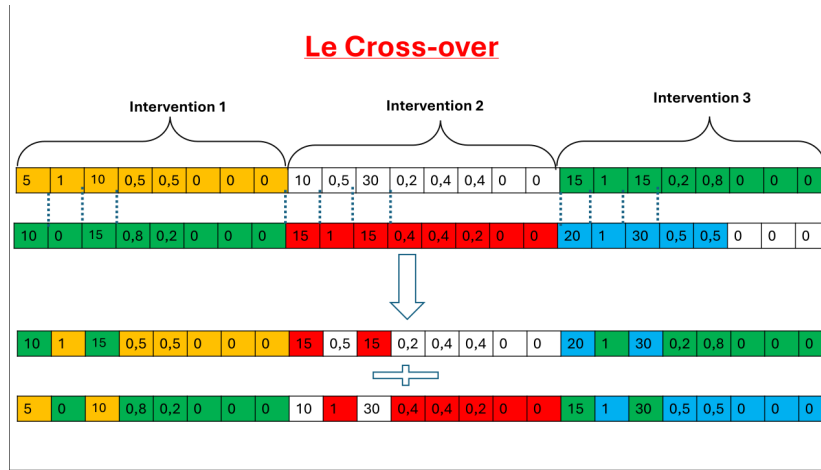 Le Cross-over
Intervention 1 Intervention 2 Intervention 3
5 1 10 0,5 0,5 0 0 0 10 0,5 30 0,2 0,4 0,4 0 0 15 1 15 0,2 0,8 0 0 0
10 0 15 0,8 0,2 0 0 0 15 1 15 0,4 0,4 0,2 0 0 20 1 30 0,5 0,5 0 0 0
10 1 15 0,5 0,5 0 0 0 15 0,5 15 0,2 0,4 0,4 0 0 20 1 30 0,2 0,8 0 0 0
5 0 10 0,8 0,2 0 0 0 10 1 30 0,4 0,4 0,2 0 0 15 1 30 0,5 0,5 0 0 0